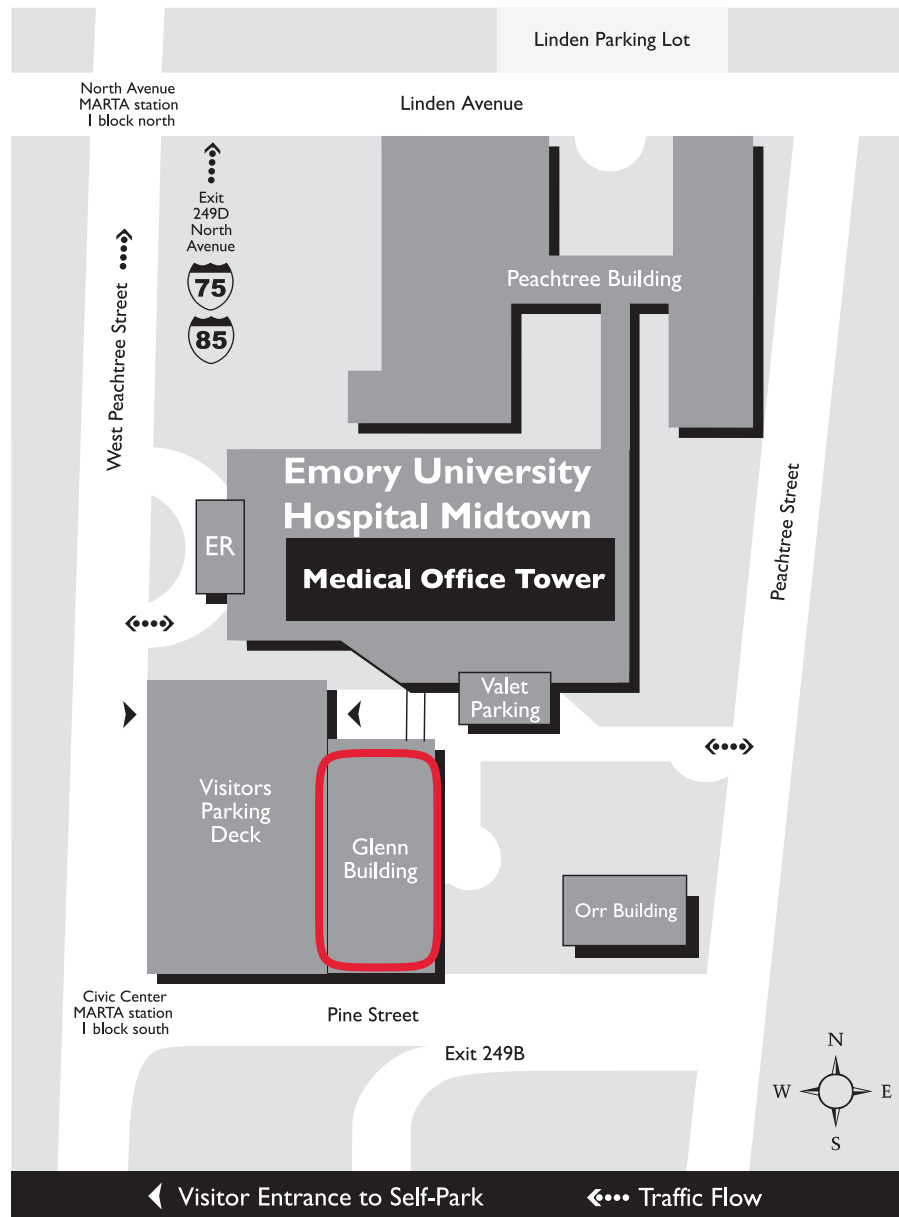 Linden Parking Lot
North Avenue
MARTA station
1 block north
Linden Avenue
Exit
249D
North
Avenue
75
85
West Peachtree Street
Peachtree Building
Emory University
Hospital Midtown
ER
Medical Office Tower
Peachtree Street
Valet
Parking
Visitors
Parking
Deck
Glenn
Building
Orr Building
Civic Center
MARTA station
1 block south
Pine Street
Exit 249B
N
W
E
S
Visitor Entrance to Self-Park
Traffic Flow